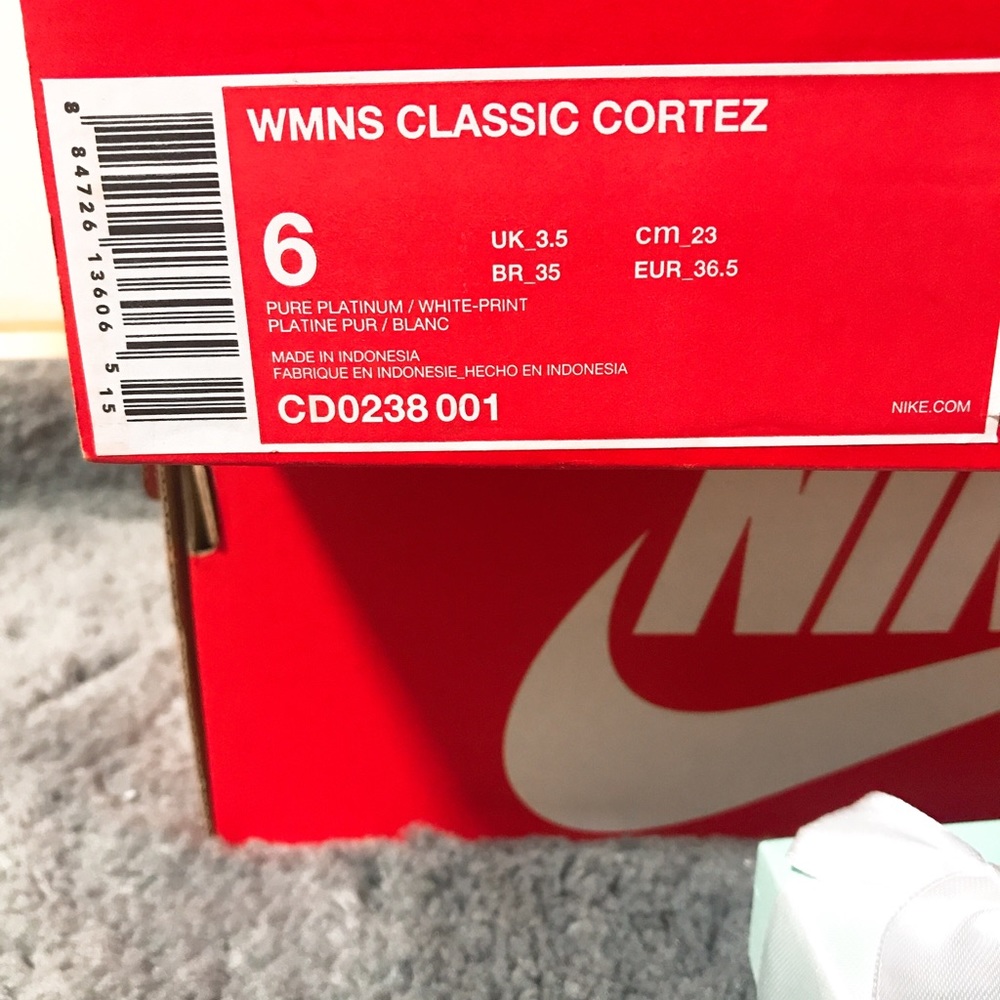 WMNS CLASSIC CORTEZ
6
UK_3.5 cm_23
BR_35 EUR_36.5
PURE PLATINUM / WHITE-PRINT
PLATINE PUR / BLANC
MADE IN INDONESIA
FABRIQUE EN INDONESIE_HECHO EN INDONESIA
CD0238 001
NIKE.COM
8 84726 13606 5 15
NIK